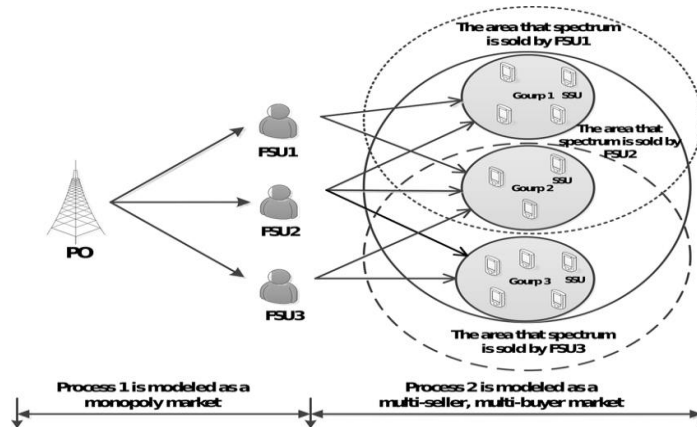 The area that spectrum
is sold by FSU1
Gourp 1
SSU
FSU1
The area that
spectrum is sold by
FSU2
SSU
Gourp 2
FSU2
PO
Gourp 3
SSU
FSU3
The area that spectrum
is sold by FSU3
Process 1 is modeled as a
monopoly market
Process 2 is modeled as a
multi-seller, multi-buyer market